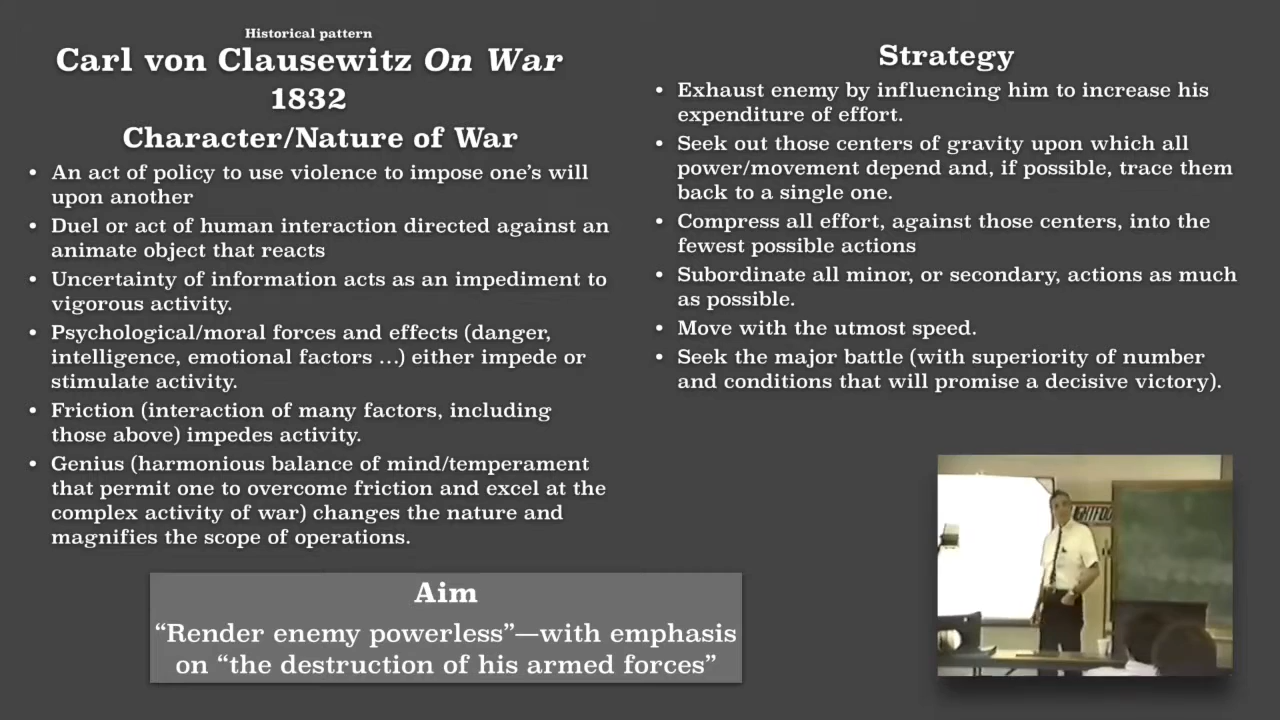 Historical pattern
Carl von Clausewitz On War
1832
Character/Nature of War
• An act of policy to use violence to impose one’s will
upon another
• Duel or act of human interaction directed against an
animate object that reacts
• Uncertainty of information acts as an impediment to
vigorous activity.
• Psychological/moral forces and effects (danger,
intelligence, emotional factors …) either impede or
stimulate activity.
• Friction (interaction of many factors, including
those above) impedes activity.
• Genius (harmonious balance of mind/temperament
that permit one to overcome friction and excel at the
complex activity of war) changes the nature and
magnifies the scope of operations.
Aim
“Render enemy powerless”—with emphasis
on “the destruction of his armed forces”
Strategy
• Exhaust enemy by influencing him to increase his
expenditure of effort.
• Seek out those centers of gravity upon which all
power/movement depend and, if possible, trace them
back to a single one.
• Compress all effort, against those centers, into the
fewest possible actions
• Subordinate all minor, or secondary, actions as much
as possible.
• Move with the utmost speed.
• Seek the major battle (with superiority of number
and conditions that will promise a decisive victory).